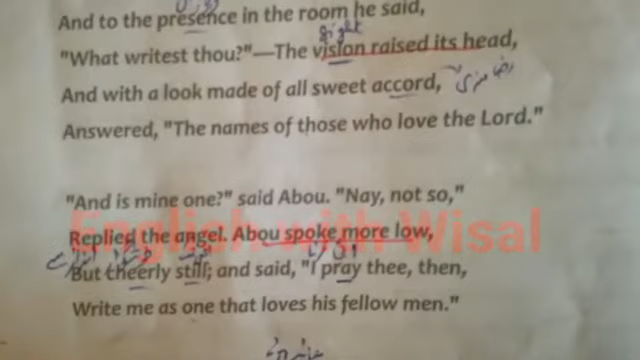 And to the presence in the room he said,
sight
"What writest thou?"—The vision raised its head,
And with a look made of all sweet accord, رضامندی
Answered, "The names of those who love the Lord."
"And is mine one?" said Abou. "Nay, not so,"
Replied the angel. Abou spoke more low,
English with Wisal
But cheerly still; and said, "I pray thee, then,
Write me as one that loves his fellow men."